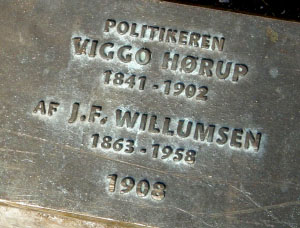 POLITIKEREN
VIGGO HØRUP
1841-1902
AF J.F. WILLUMSEN
1863-1958
1908